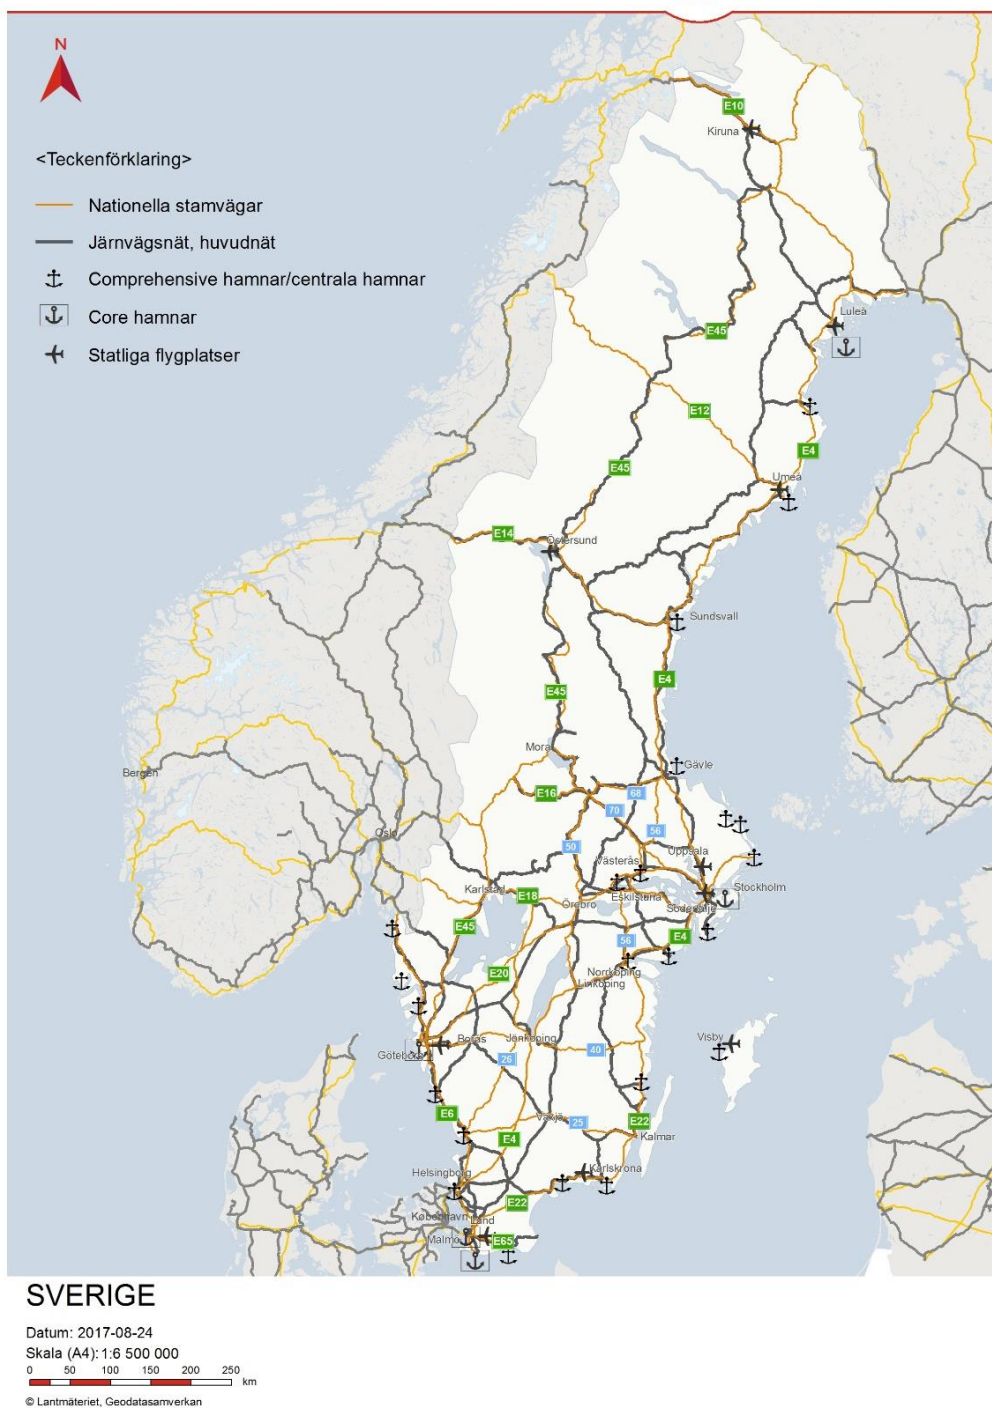 N
<Teckenförklaring>
Nationella stamvägar
Järnvägsnät, huvudnät
Comprehensive hamnar/centrala hamnar
Core hamnar
Statliga flygplatser
E10
Kiruna
Luleå
E45
E12
E4
E45
Umeå
E14
Östersund
Sundsvall
E4
E45
Mora
Gävle
Bergen
E16
68
70
56
Oslo
50
Västerås
Uppsala
Karlstad
E18
Eskilstuna
Stockholm
Örebro
Södertälje
E45
56
E4
E20
Norrköping
Linköping
Visby
Göteborg
Borås
Jönköping
26
40
E6
Växjö
25
E22
E4
Kalmar
Helsingborg
Karlskrona
E22
København
Lund
Malmö
E65
SVERIGE
Datum: 2017-08-24
Skala (A4): 1:6 500 000
0 50 100 150 200 250
km
© Lantmäteriet, Geodatasamverkan